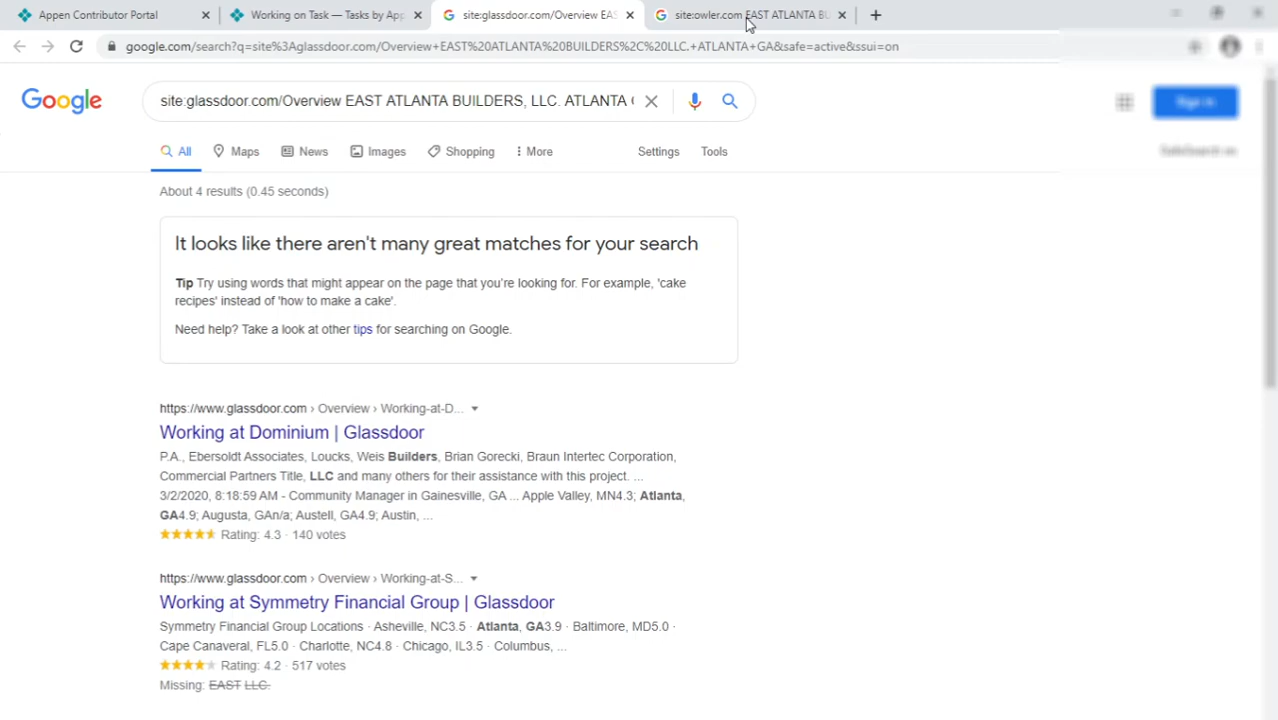 Appen Contributor Portal
Working on Task — Tasks by App
site:glassdoor.com/Overview EAS
site:owler.com EAST ATLANTA BU
google.com/search?q=site%3Aglassdoor.com/Overview+EAST%20ATLANTA%20BUILDERS%2C%20LLC.+ATLANTA+GA&safe=active&ssui=on
Google
site:glassdoor.com/Overview EAST ATLANTA BUILDERS, LLC. ATLANTA
Sign in
All
Maps
News
Images
Shopping
More
Settings
Tools
SafeSearch on
About 4 results (0.45 seconds)
It looks like there aren't many great matches for your search
Tip Try using words that might appear on the page that you're looking for. For example, 'cake
recipes' instead of 'how to make a cake'.
Need help? Take a look at other tips for searching on Google.
https://www.glassdoor.com › Overview › Working-at-D...
Working at Dominium | Glassdoor
P.A., Ebersoldt Associates, Loucks, Weis Builders, Brian Gorecki, Braun Intertec Corporation,
Commercial Partners Title, LLC and many others for their assistance with this project. ...
3/2/2020, 8:18:59 AM - Community Manager in Gainesville, GA ... Apple Valley, MN4.3; Atlanta,
GA4.9; Augusta, GAn/a; Austell, GA4.9; Austin, ...
Rating: 4.3 · 140 votes
https://www.glassdoor.com › Overview › Working-at-S...
Working at Symmetry Financial Group | Glassdoor
Symmetry Financial Group Locations · Asheville, NC3.5 · Atlanta, GA3.9 · Baltimore, MD5.0 ·
Cape Canaveral, FL5.0 · Charlotte, NC4.8 · Chicago, IL3.5 · Columbus, ...
Rating: 4.2 · 517 votes
Missing: EAST LLC.